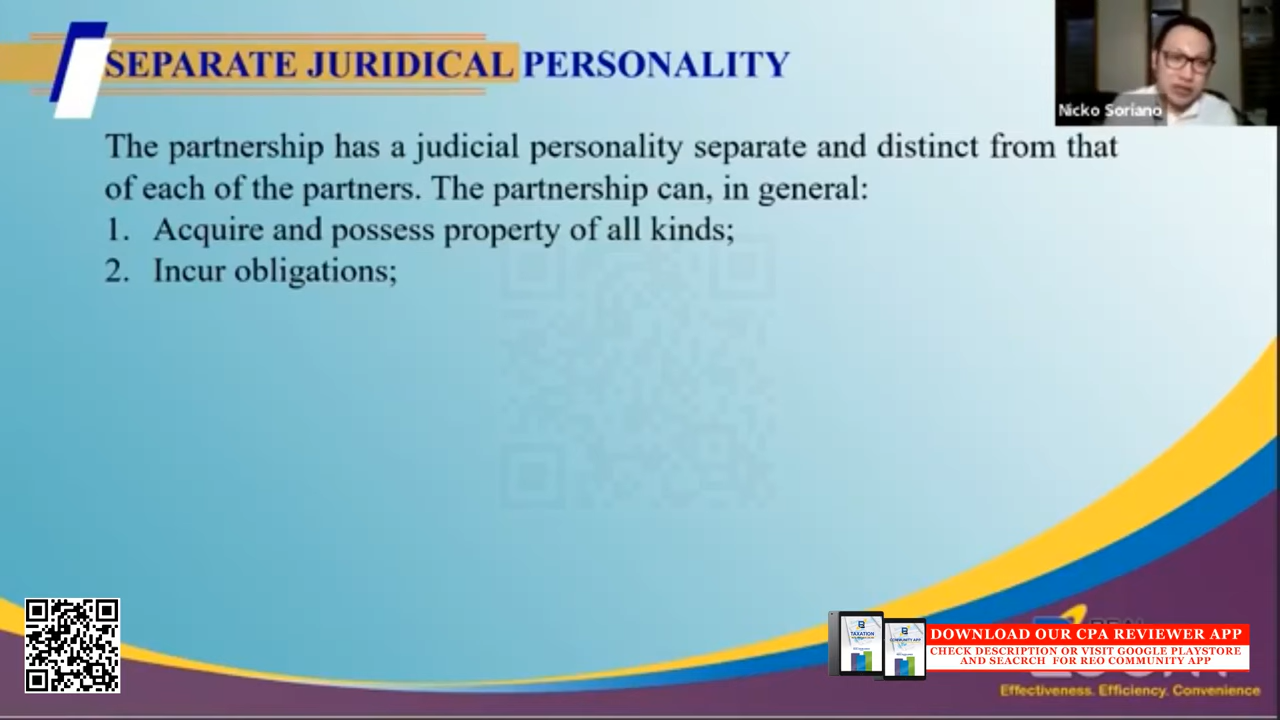 SEPARATE JURIDICAL PERSONALITY
Nicko Soriano
The partnership has a judicial personality separate and distinct from that
of each of the partners. The partnership can, in general:
1. Acquire and possess property of all kinds;
2. Incur obligations;
TAXATION
COMMUNITY APP
DOWNLOAD OUR CPA REVIEWER APP
CHECK DESCRIPTION OR VISIT GOOGLE PLAYSTORE
AND SEACRCH FOR REO COMMUNITY APP
Effectiveness. Efficiency. Convenience